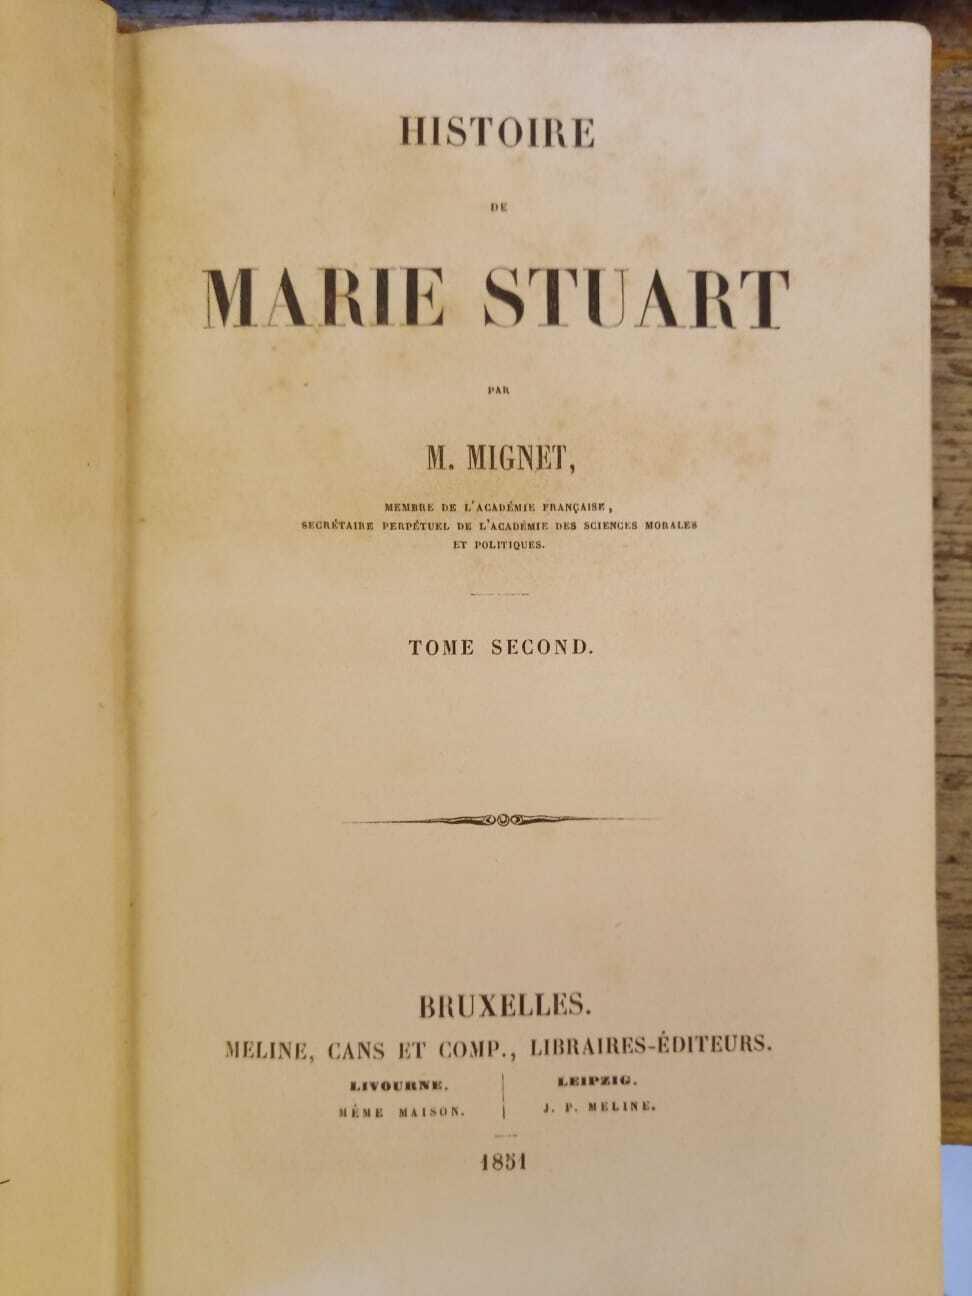 HISTOIRE
DE
MARIE STUART
PAR
M. MIGNET,
MEMBRE DE L'ACADÉMIE FRANÇAISE,
SECRÉTAIRE PERPÉTUEL DE L'ACADÉMIE DES SCIENCES MORALES
ET POLITIQUES.
TOME SECOND.
BRUXELLES.
MELINE, CANS ET COMP., LIBRAIRES-ÉDITEURS.
LIVOURNE.
MÊME MAISON.
LEIPZIG.
J. P. MELINE.
1851